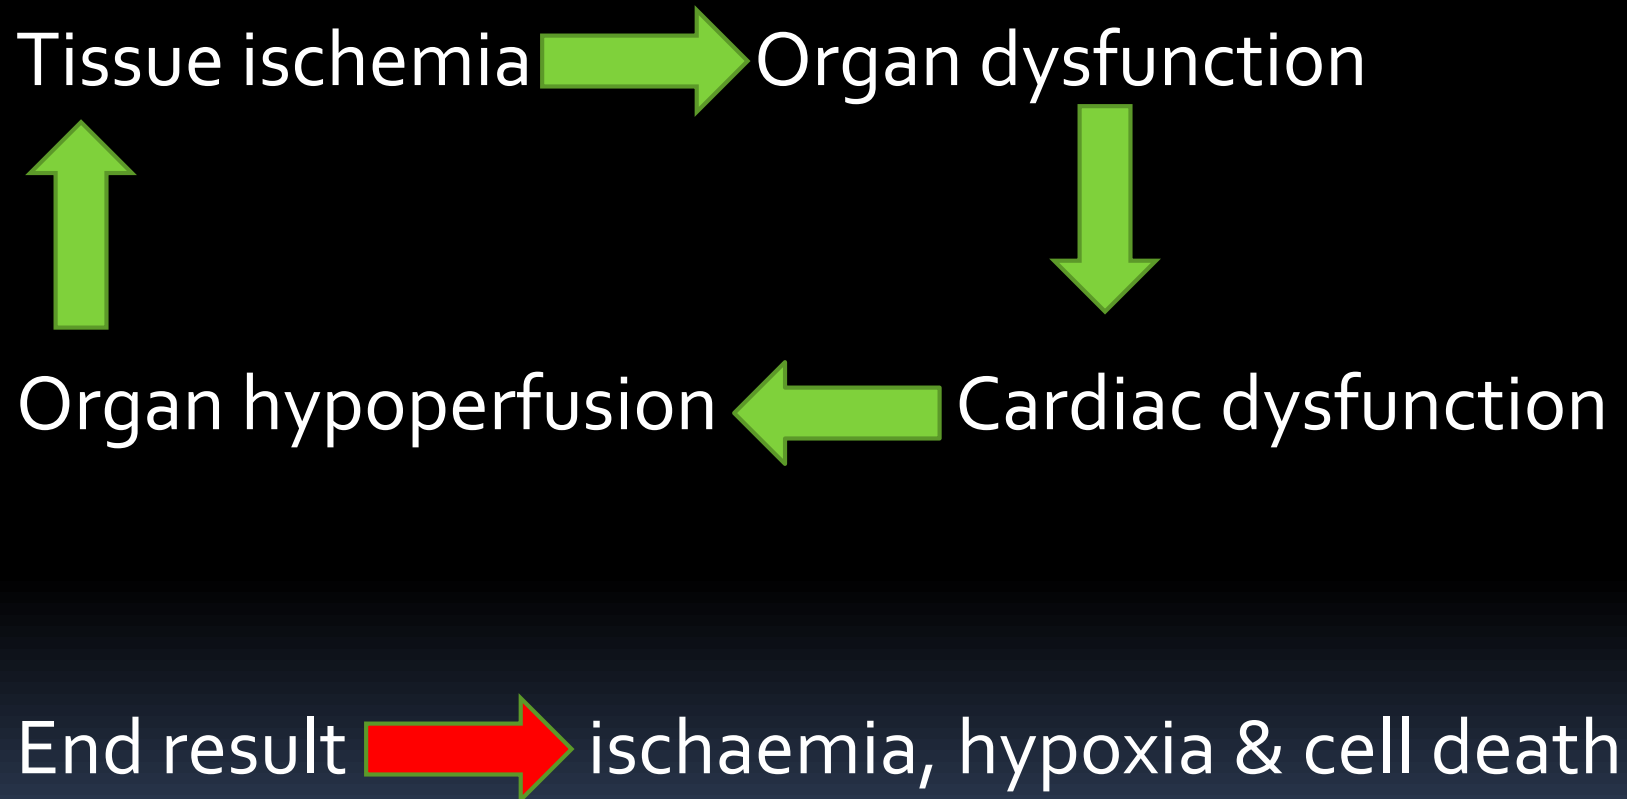 Tissue ischemia Organ dysfunction
Organ hypoperfusion Cardiac dysfunction
End result ischaemia, hypoxia & cell death